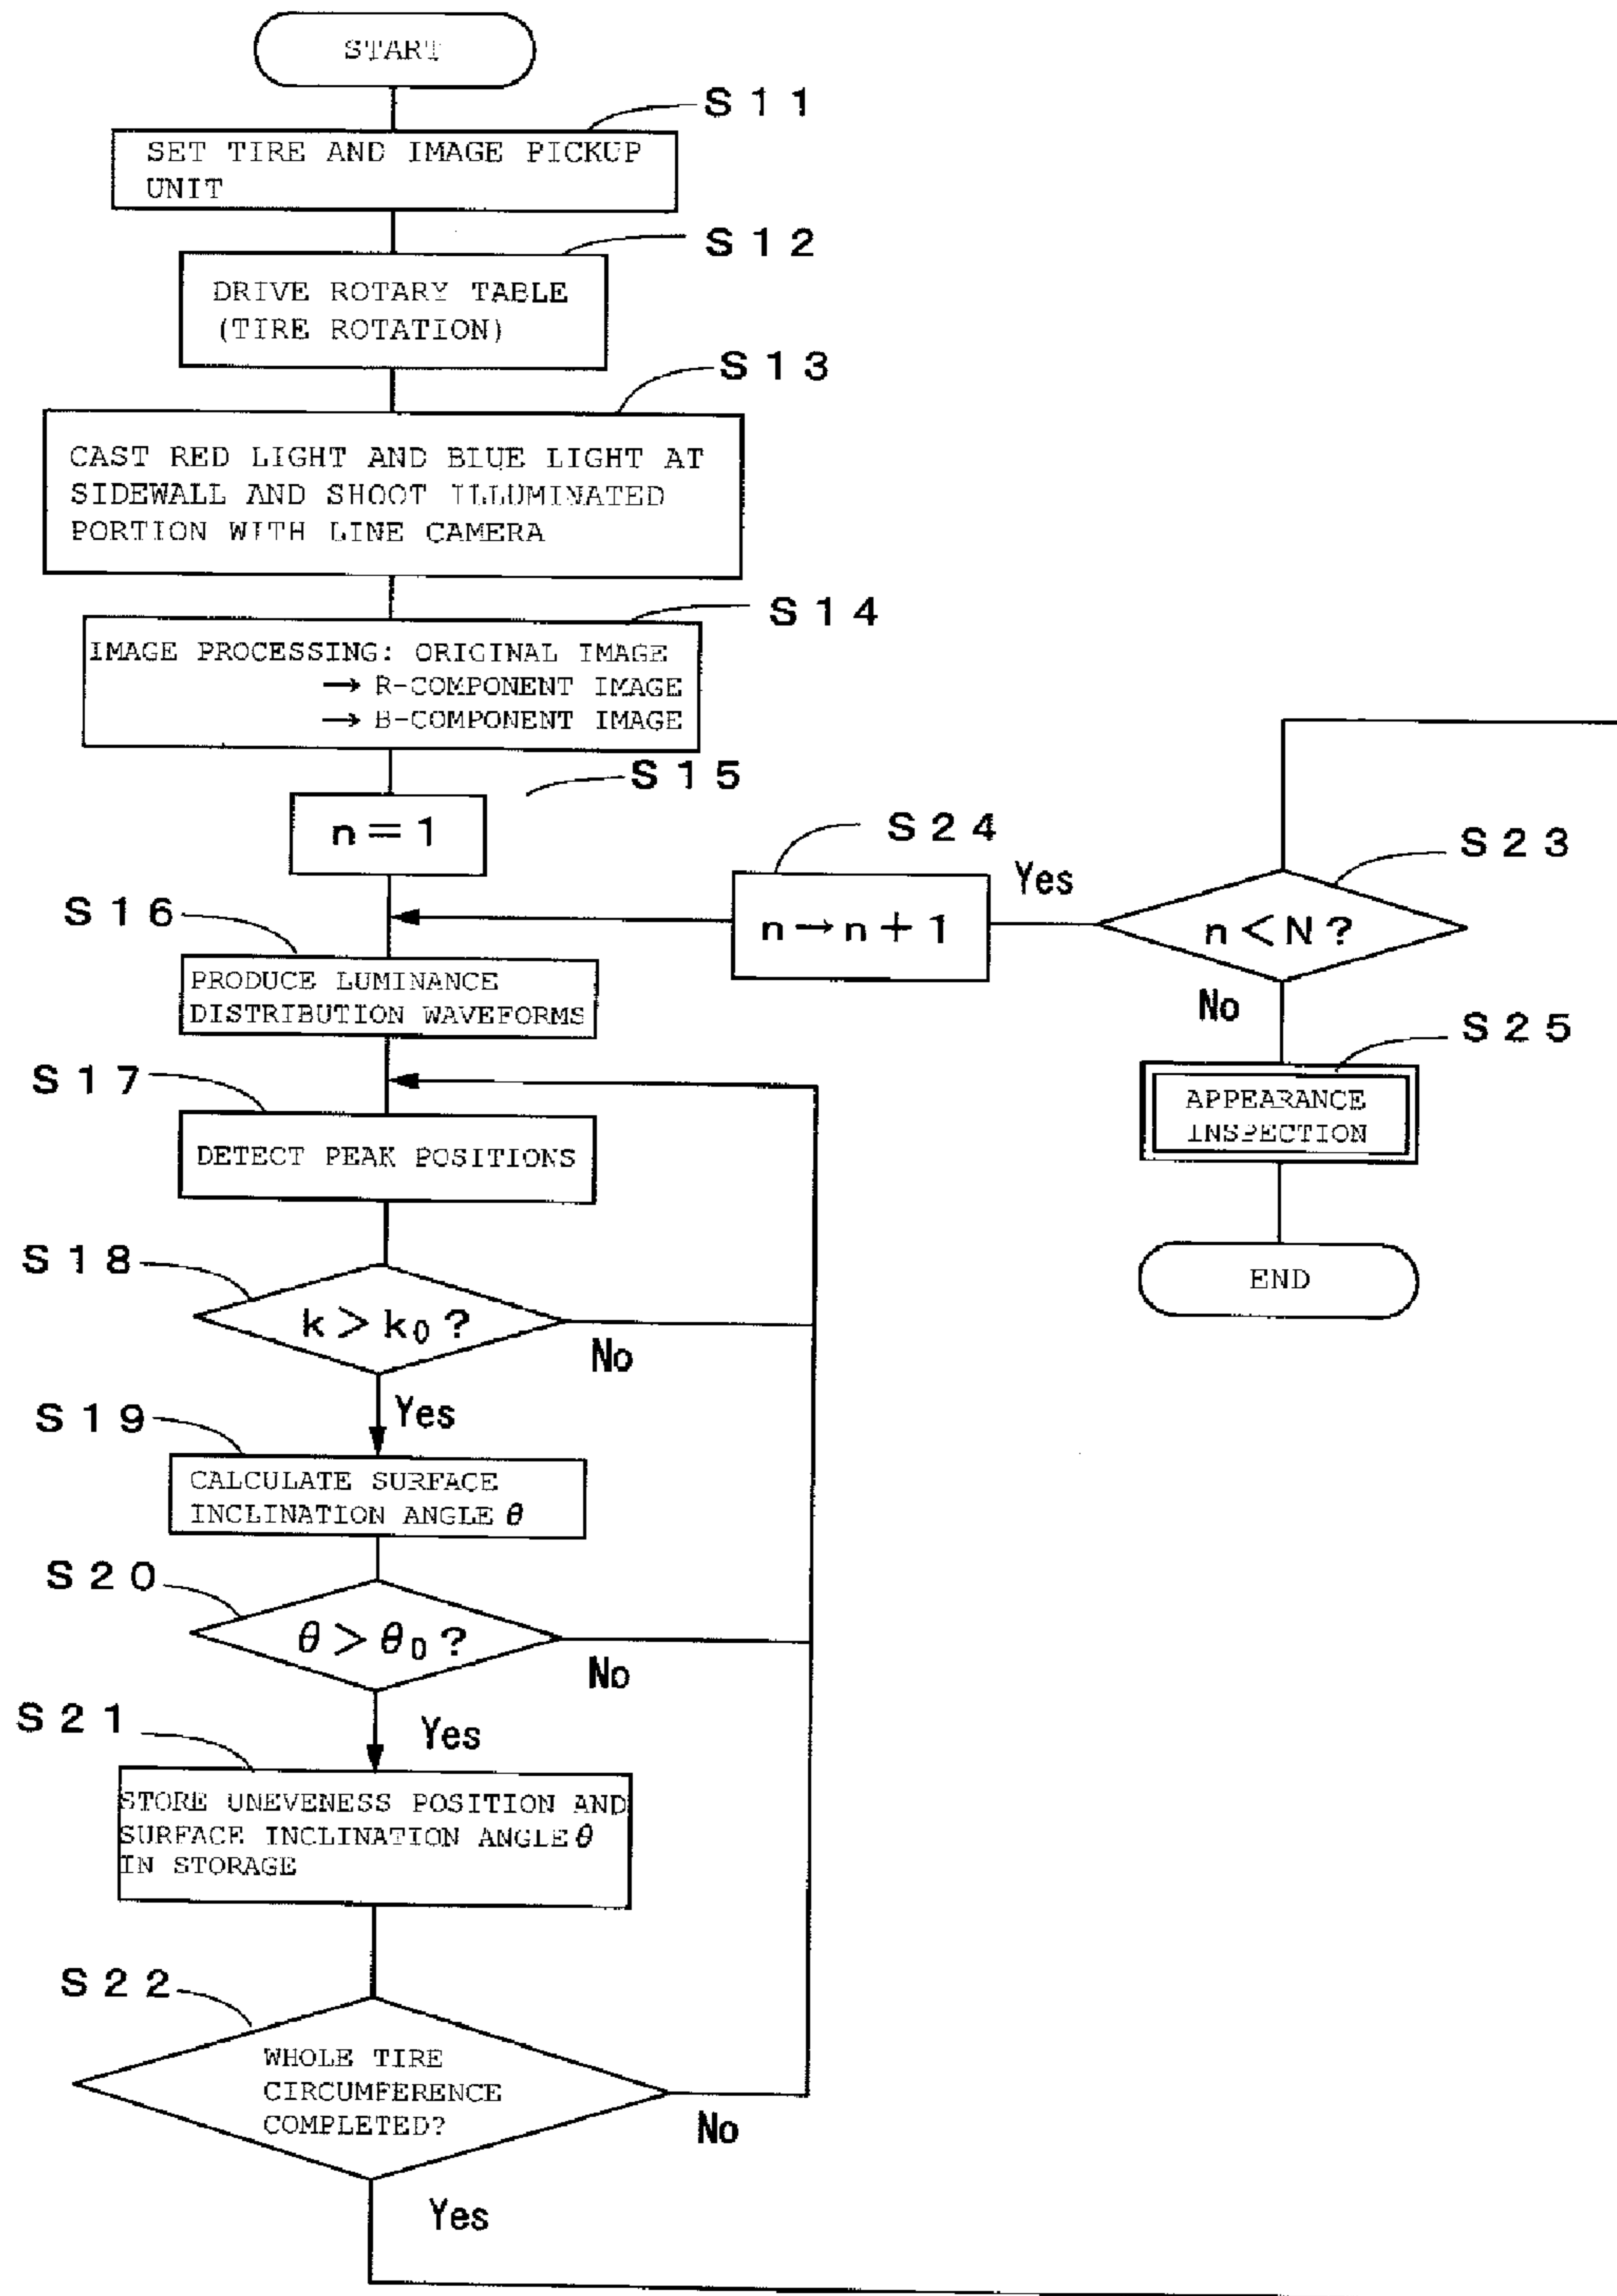 START
S11
SET TIRE AND IMAGE PICKUP
UNIT
S12
DRIVE ROTARY TABLE
(TIRE ROTATION)
S13
CAST RED LIGHT AND BLUE LIGHT AT
SIDEWALL AND SHOOT ILLUMINATED
PORTION WITH LINE CAMERA
S14
IMAGE PROCESSING: ORIGINAL IMAGE
→ R-COMPONENT IMAGE
→ B-COMPONENT IMAGE
S15
n=1
S16
PRODUCE LUMINANCE
DISTRIBUTION WAVEFORMS
S17
DETECT PEAK POSITIONS
S18
k>k₀?
No
Yes
S19
CALCULATE SURFACE
INCLINATION ANGLE θ
S20
θ>θ₀?
No
Yes
S21
STORE UNEVENESS POSITION AND
SURFACE INCLINATION ANGLE θ
IN STORAGE
S22
WHOLE TIRE
CIRCUMFERENCE
COMPLETED?
No
Yes
S23
n<N?
Yes
S24
n→n+1
No
S25
APPEARANCE
INSPECTION
END